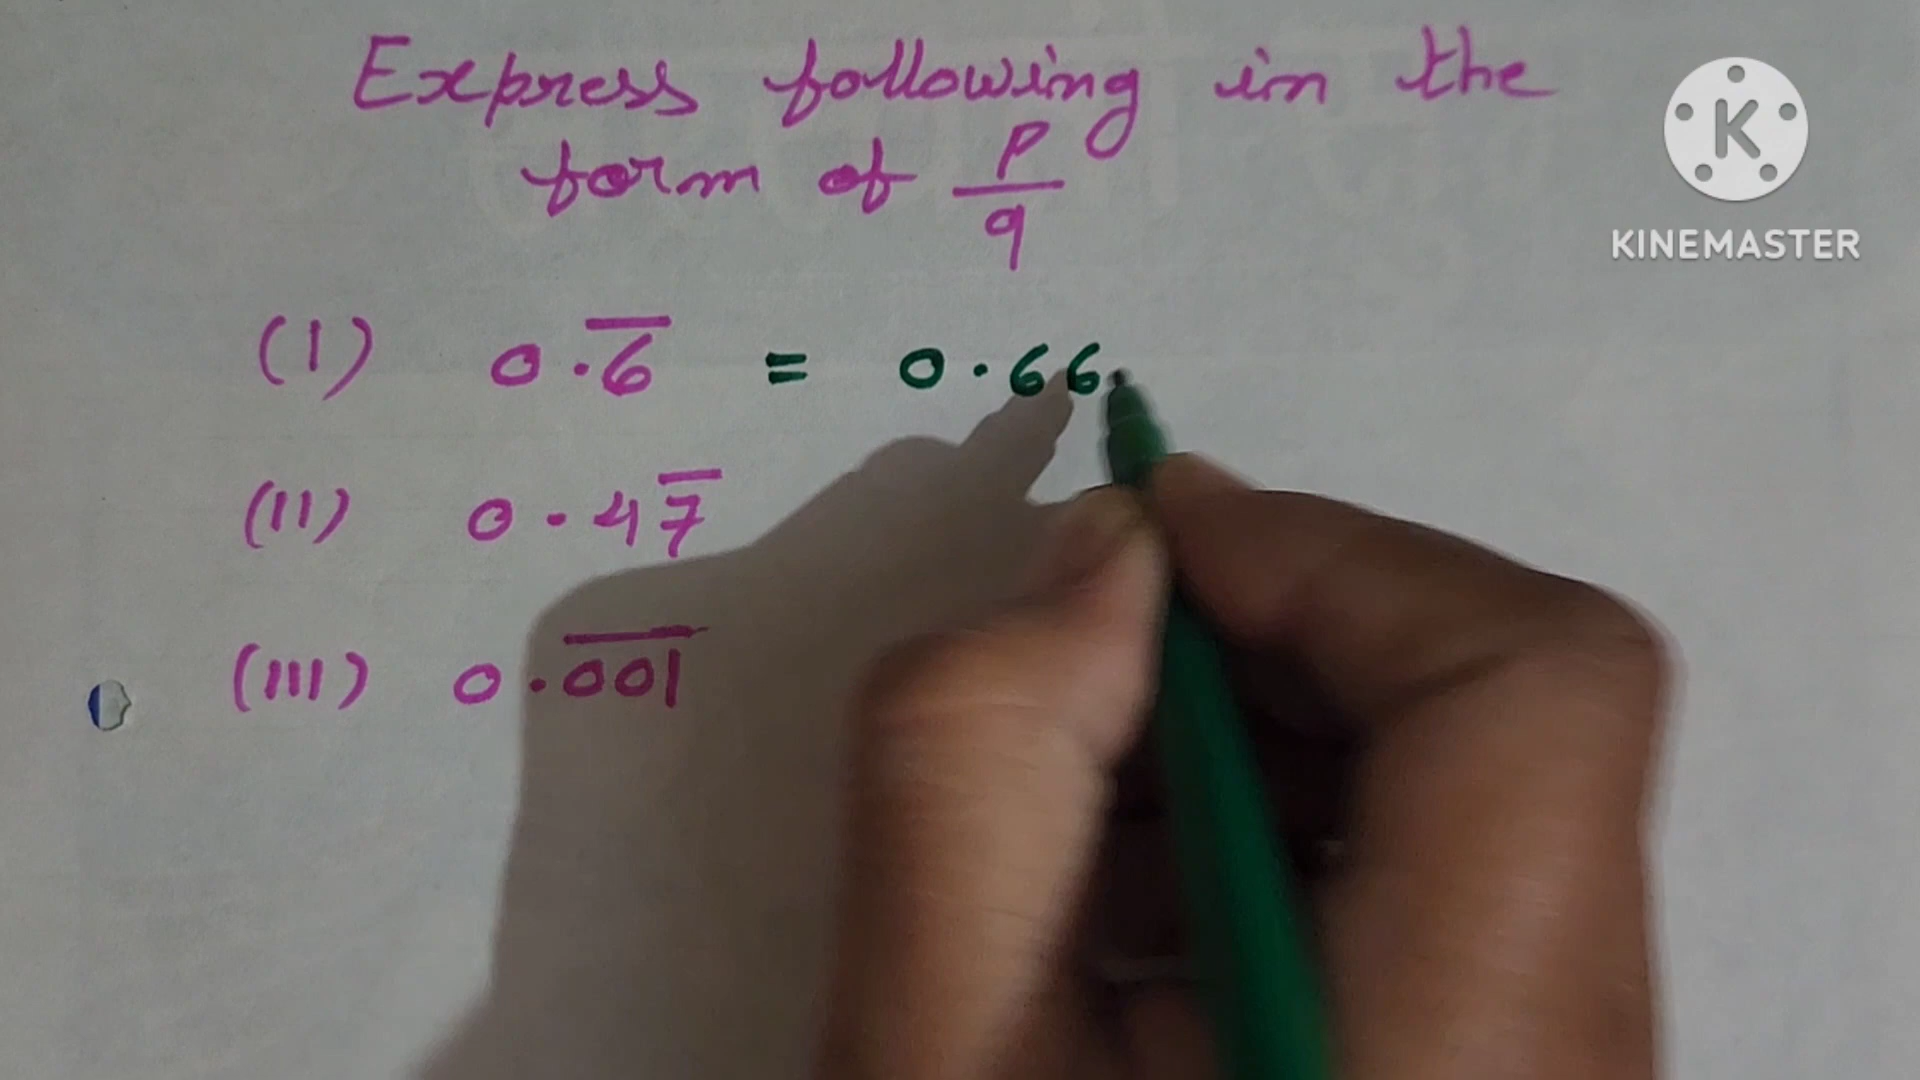 Express following in the
form of p/q
K
KINEMASTER
(I) 0.6̅ = 0.66.
(II) 0.47̅
(III) 0.0̅0̅1̅